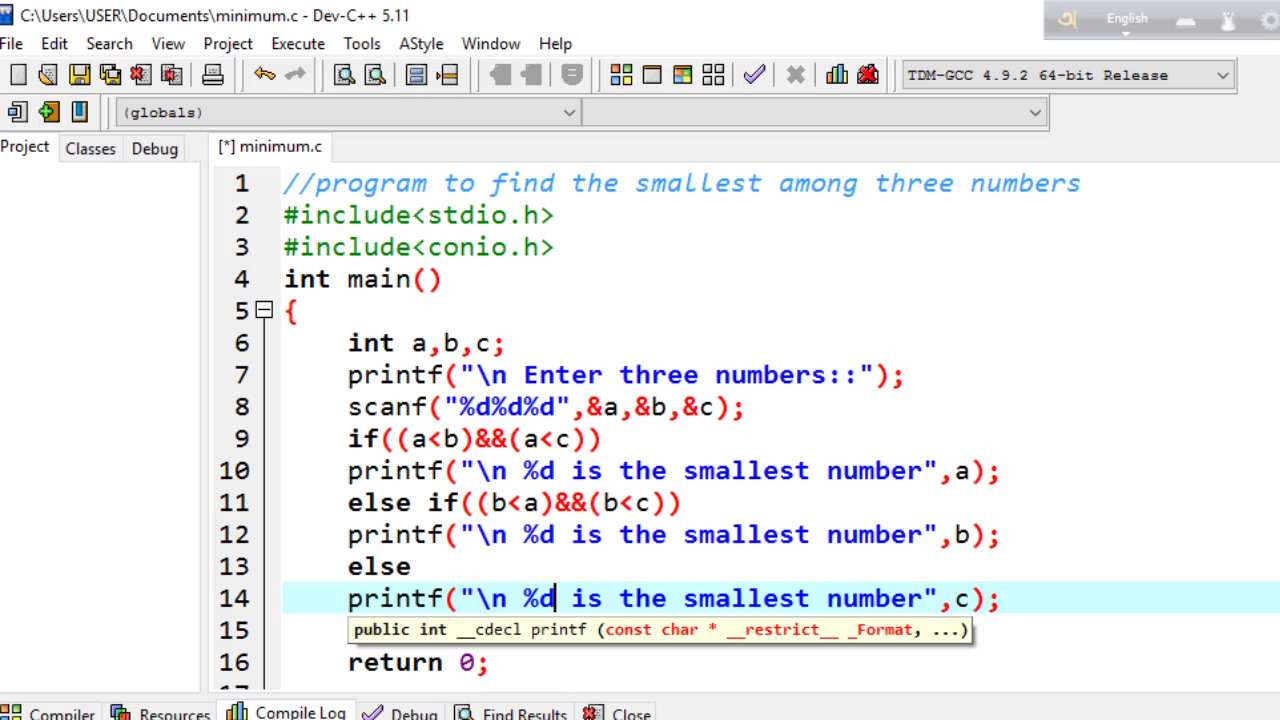 C:\Users\USER\Documents\minimum.c - Dev-C++ 5.11
অ English
File Edit Search View Project Execute Tools AStyle Window Help
TDM-GCC 4.9.2 64-bit Release
(globals)
Project Classes Debug
[*] minimum.c
1 //program to find the smallest among three numbers
2 #include<stdio.h>
3 #include<conio.h>
4 int main()
5 {
6 int a,b,c;
7 printf("\n Enter three numbers::");
8 scanf("%d%d%d",&a,&b,&c);
9 if((a<b)&&(a<c))
10 printf("\n %d is the smallest number",a);
11 else if((b<a)&&(b<c))
12 printf("\n %d is the smallest number",b);
13 else
14 printf("\n %d is the smallest number",c);
15 public int __cdecl printf (const char * __restrict__ _Format, ...)
16 return 0;
Compiler Resources Compile Log Debug Find Results Close